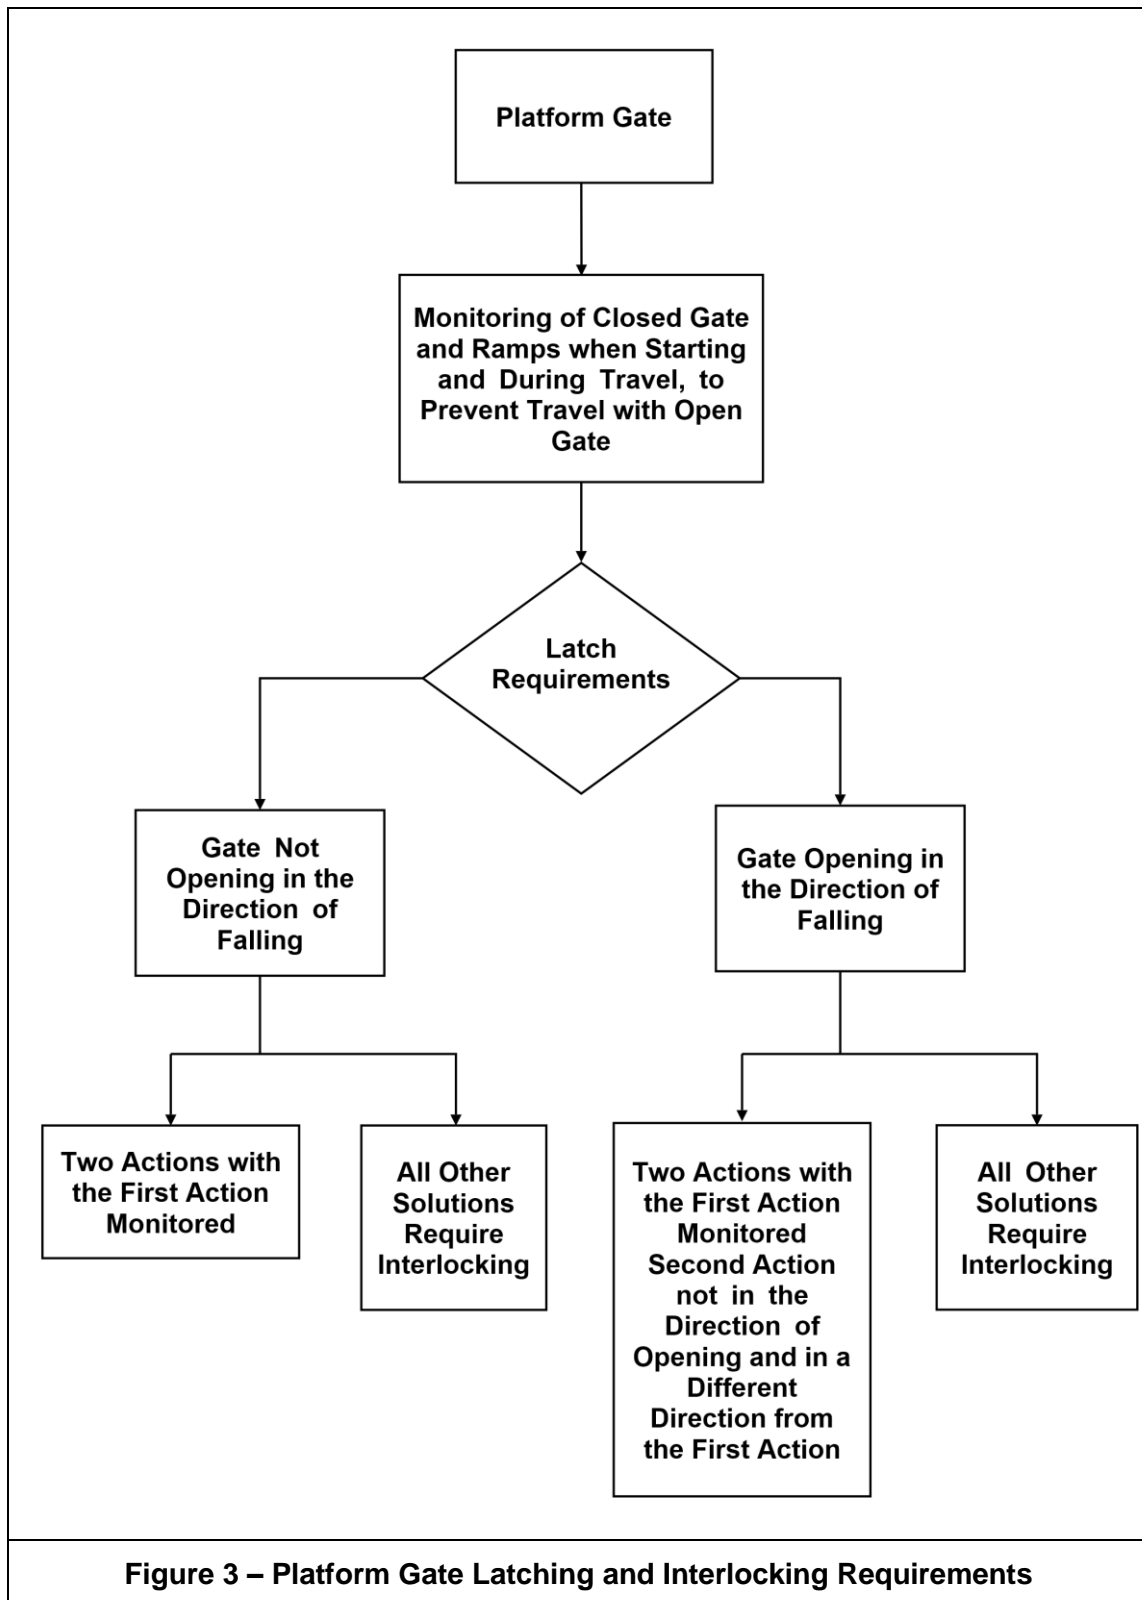 Platform Gate
Monitoring of Closed Gate
and Ramps when Starting
and During Travel, to
Prevent Travel with Open
Gate
Latch
Requirements
Gate Not
Opening in the
Direction of
Falling
Gate Opening in
the Direction of
Falling
Two Actions with
the First Action
Monitored
All Other
Solutions
Require
Interlocking
Two Actions with
the First Action
Monitored
Second Action
not in the
Direction of
Opening and in a
Different
Direction from
the First Action
All Other
Solutions
Require
Interlocking
Figure 3 – Platform Gate Latching and Interlocking Requirements